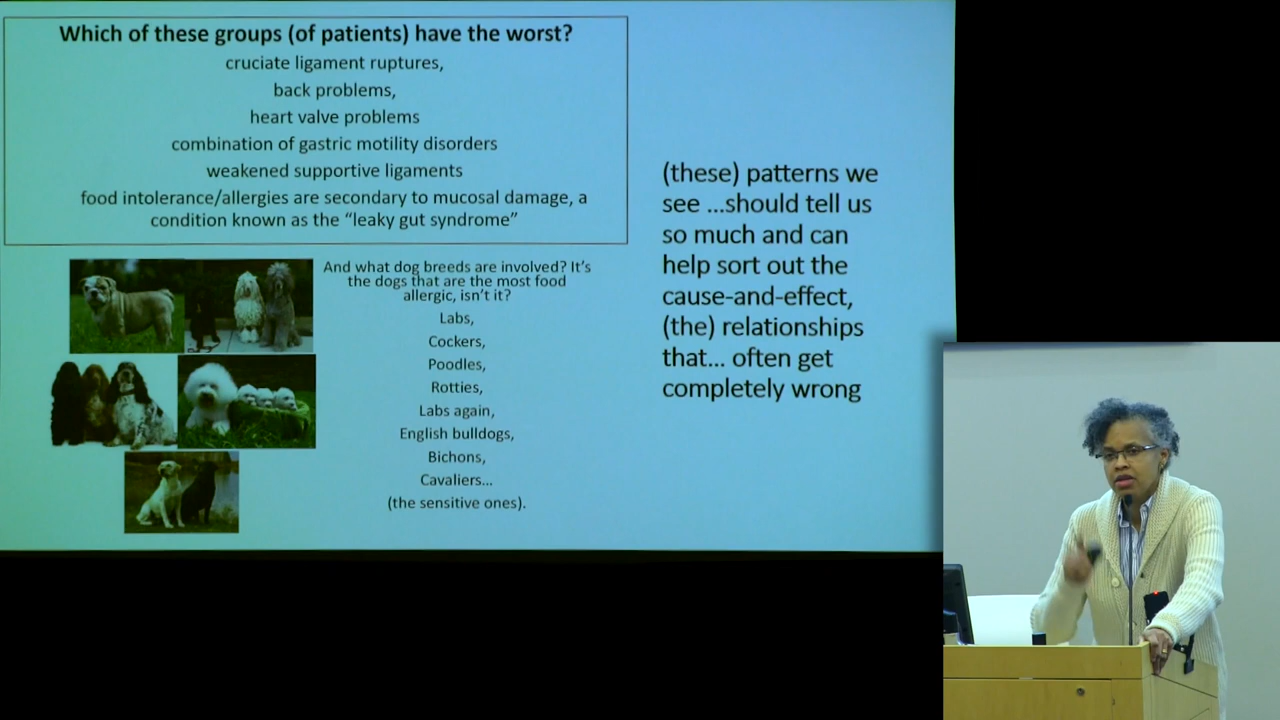 Which of these groups (of patients) have the worst?
cruciate ligament ruptures,
back problems,
heart valve problems
combination of gastric motility disorders
weakened supportive ligaments
food intolerance/allergies are secondary to mucosal damage, a
condition known as the “leaky gut syndrome”
And what dog breeds are involved? It’s
the dogs that are the most food
allergic, isn’t it?
Labs,
Cockers,
Poodles,
Rotties,
Labs again,
English bulldogs,
Bichons,
Cavaliers...
(the sensitive ones).
(these) patterns we
see ...should tell us
so much and can
help sort out the
cause-and-effect,
(the) relationships
that... often get
completely wrong